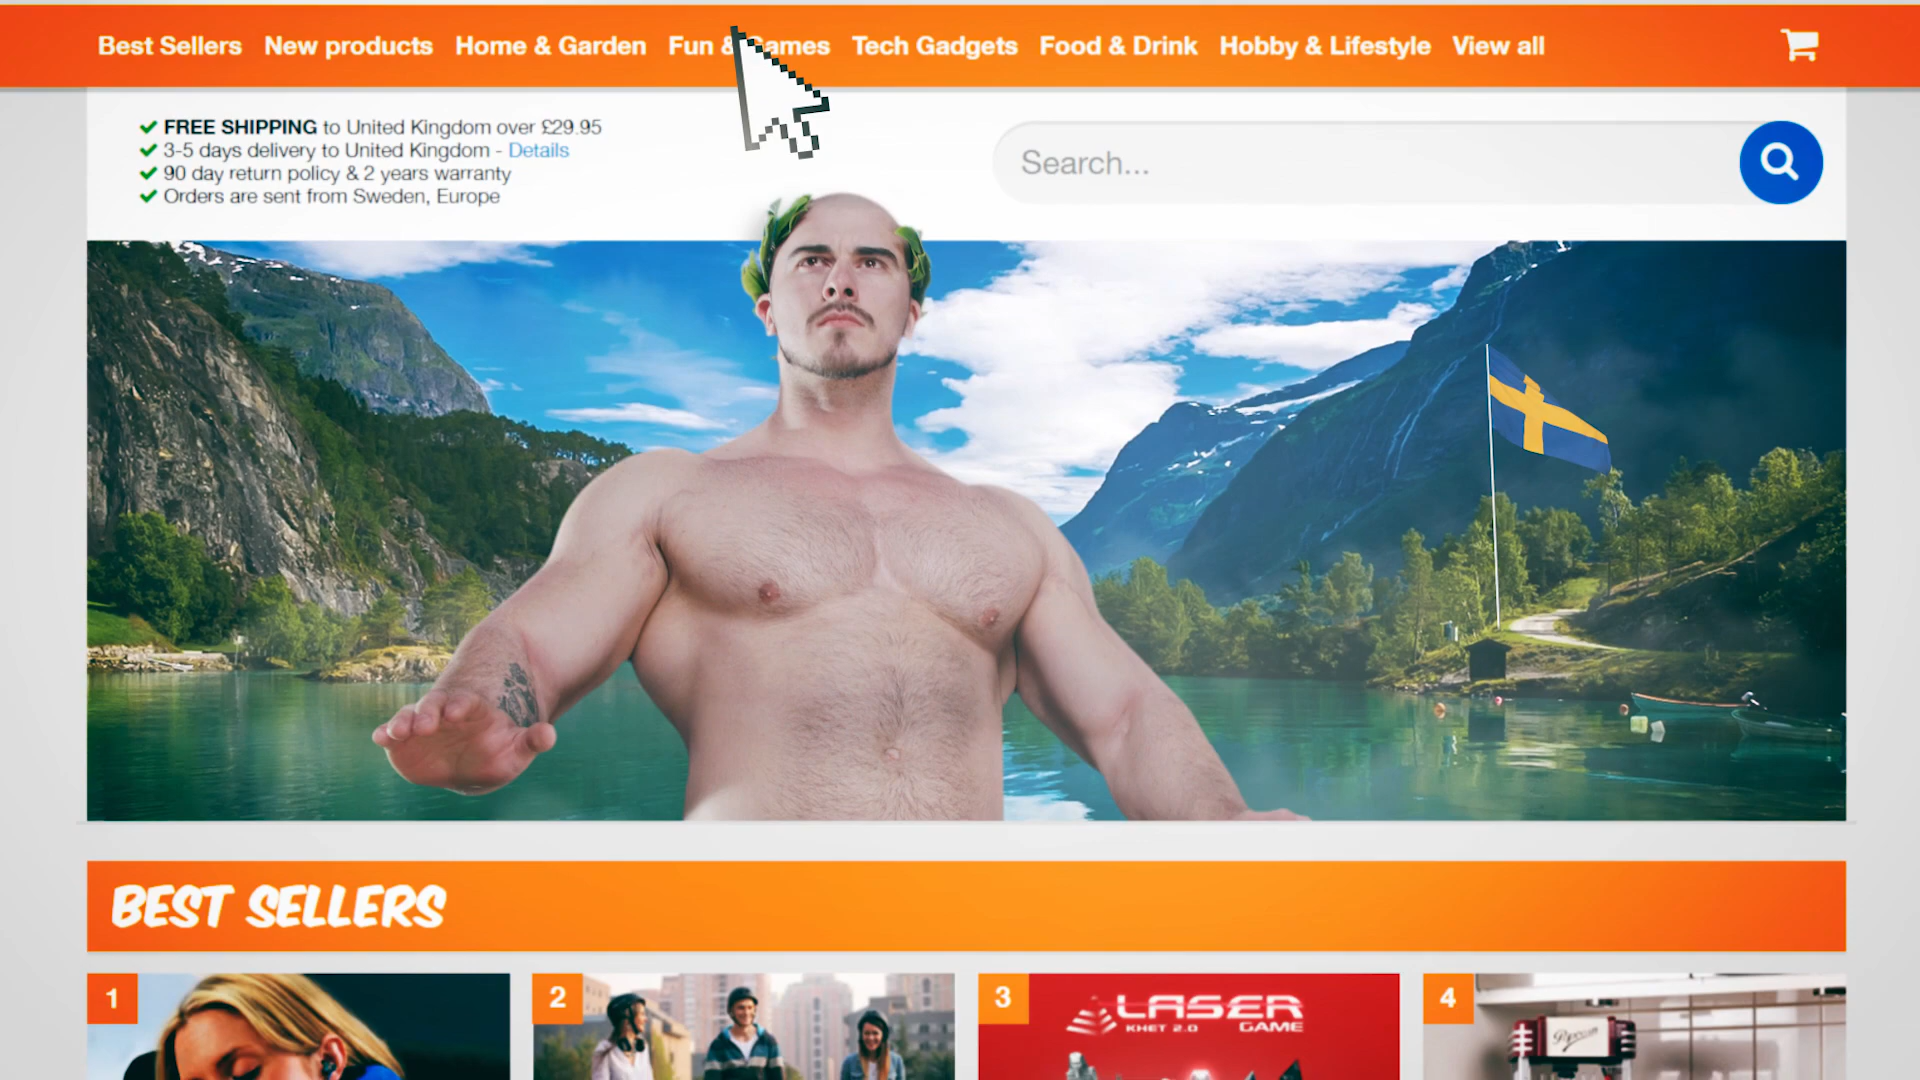 Best Sellers New products Home & Garden Fun & Games Tech Gadgets Food & Drink Hobby & Lifestyle View all
FREE SHIPPING to United Kingdom over £29.95
3-5 days delivery to United Kingdom - Details
90 day return policy & 2 years warranty
Orders are sent from Sweden, Europe
Search...
BEST SELLERS
1
2
3
4
LASER
KHET 2.0 GAME
Popcorn